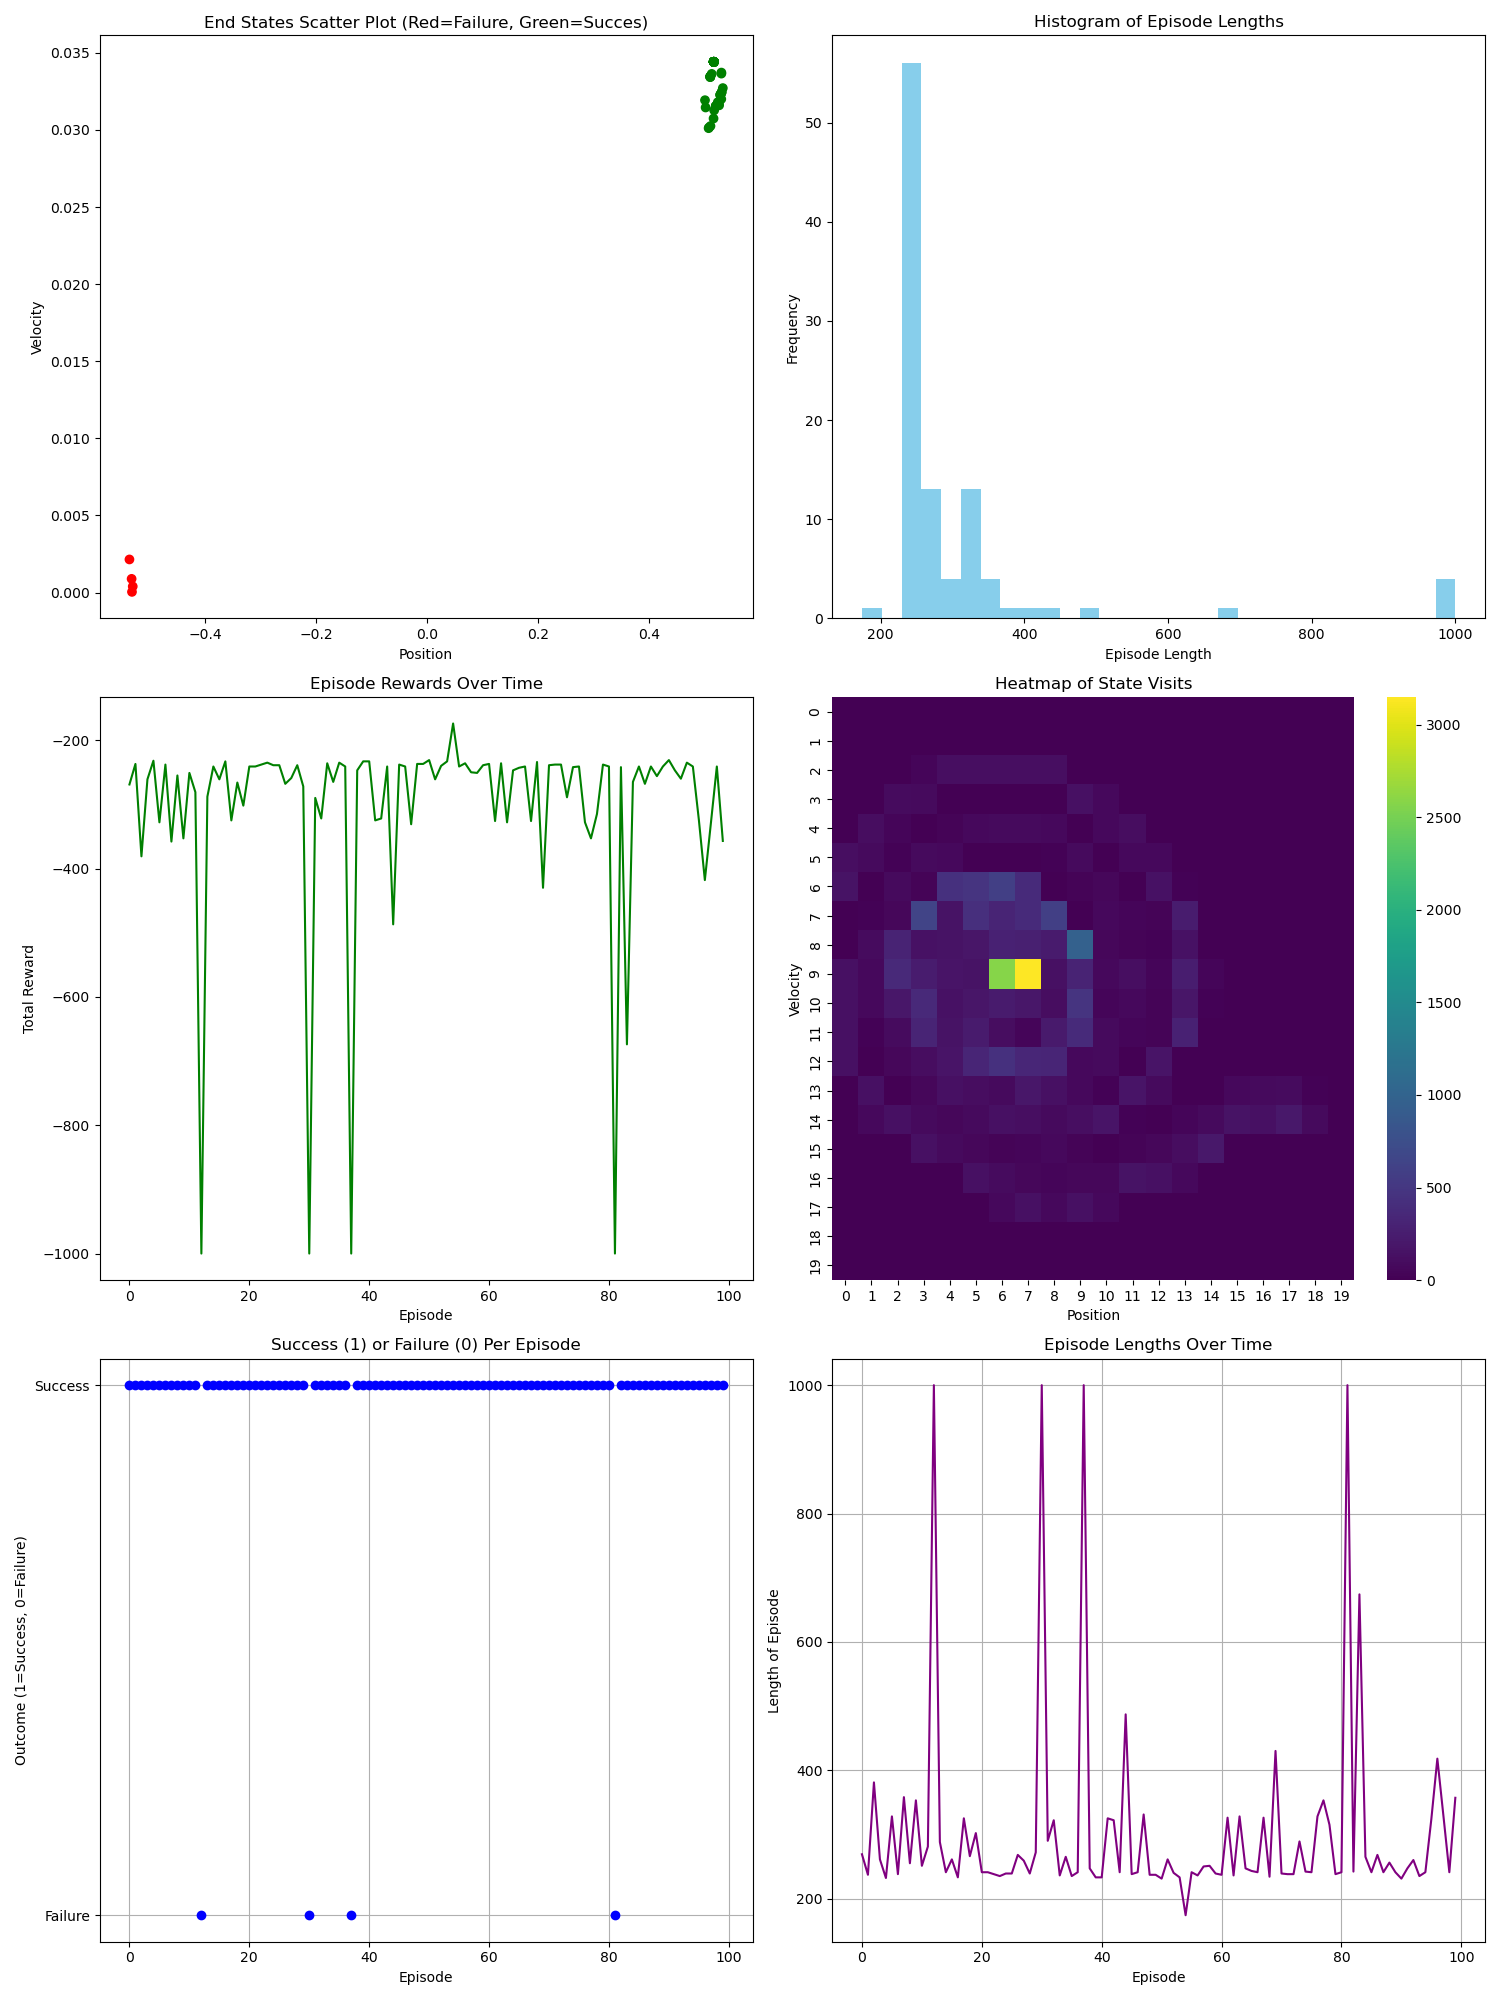 End States Scatter Plot (Red=Failure, Green=Succes)
0.035
0.030
0.025
0.020
0.015
0.010
0.005
0.000
Velocity
−0.4 −0.2 0.0 0.2 0.4
Position
Histogram of Episode Lengths
50
40
30
20
10
0
Frequency
200 400 600 800 1000
Episode Length
Episode Rewards Over Time
−200
−400
−600
−800
−1000
Total Reward
0 20 40 60 80 100
Episode
Heatmap of State Visits
0
1
2
3
4
5
6
7
8
9
10
11
12
13
14
15
16
17
18
19
Velocity
0 1 2 3 4 5 6 7 8 9 10 11 12 13 14 15 16 17 18 19
Position
3000
2500
2000
1500
1000
500
0
Success (1) or Failure (0) Per Episode
Success
Failure
Outcome (1=Success, 0=Failure)
0 20 40 60 80 100
Episode
Episode Lengths Over Time
1000
800
600
400
200
Length of Episode
0 20 40 60 80 100
Episode